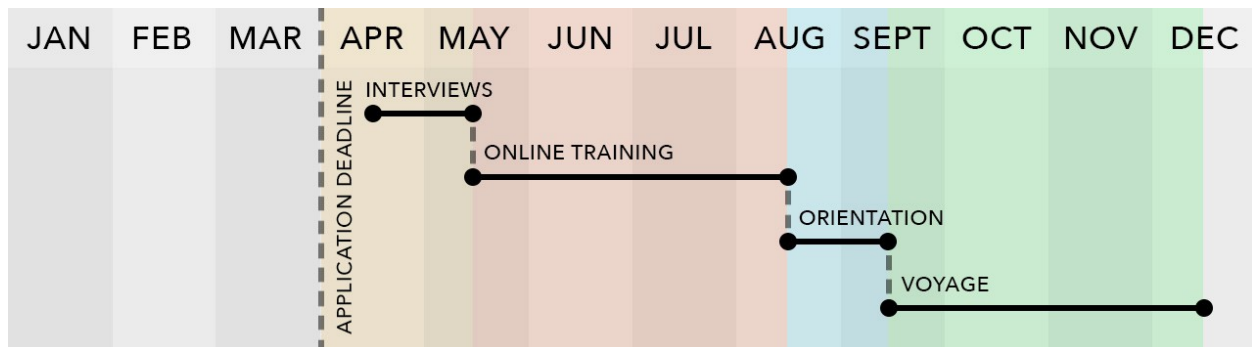 JAN FEB MAR APR MAY JUN JUL AUG SEPT OCT NOV DEC
APPLICATION DEADLINE
INTERVIEWS
ONLINE TRAINING
ORIENTATION
VOYAGE